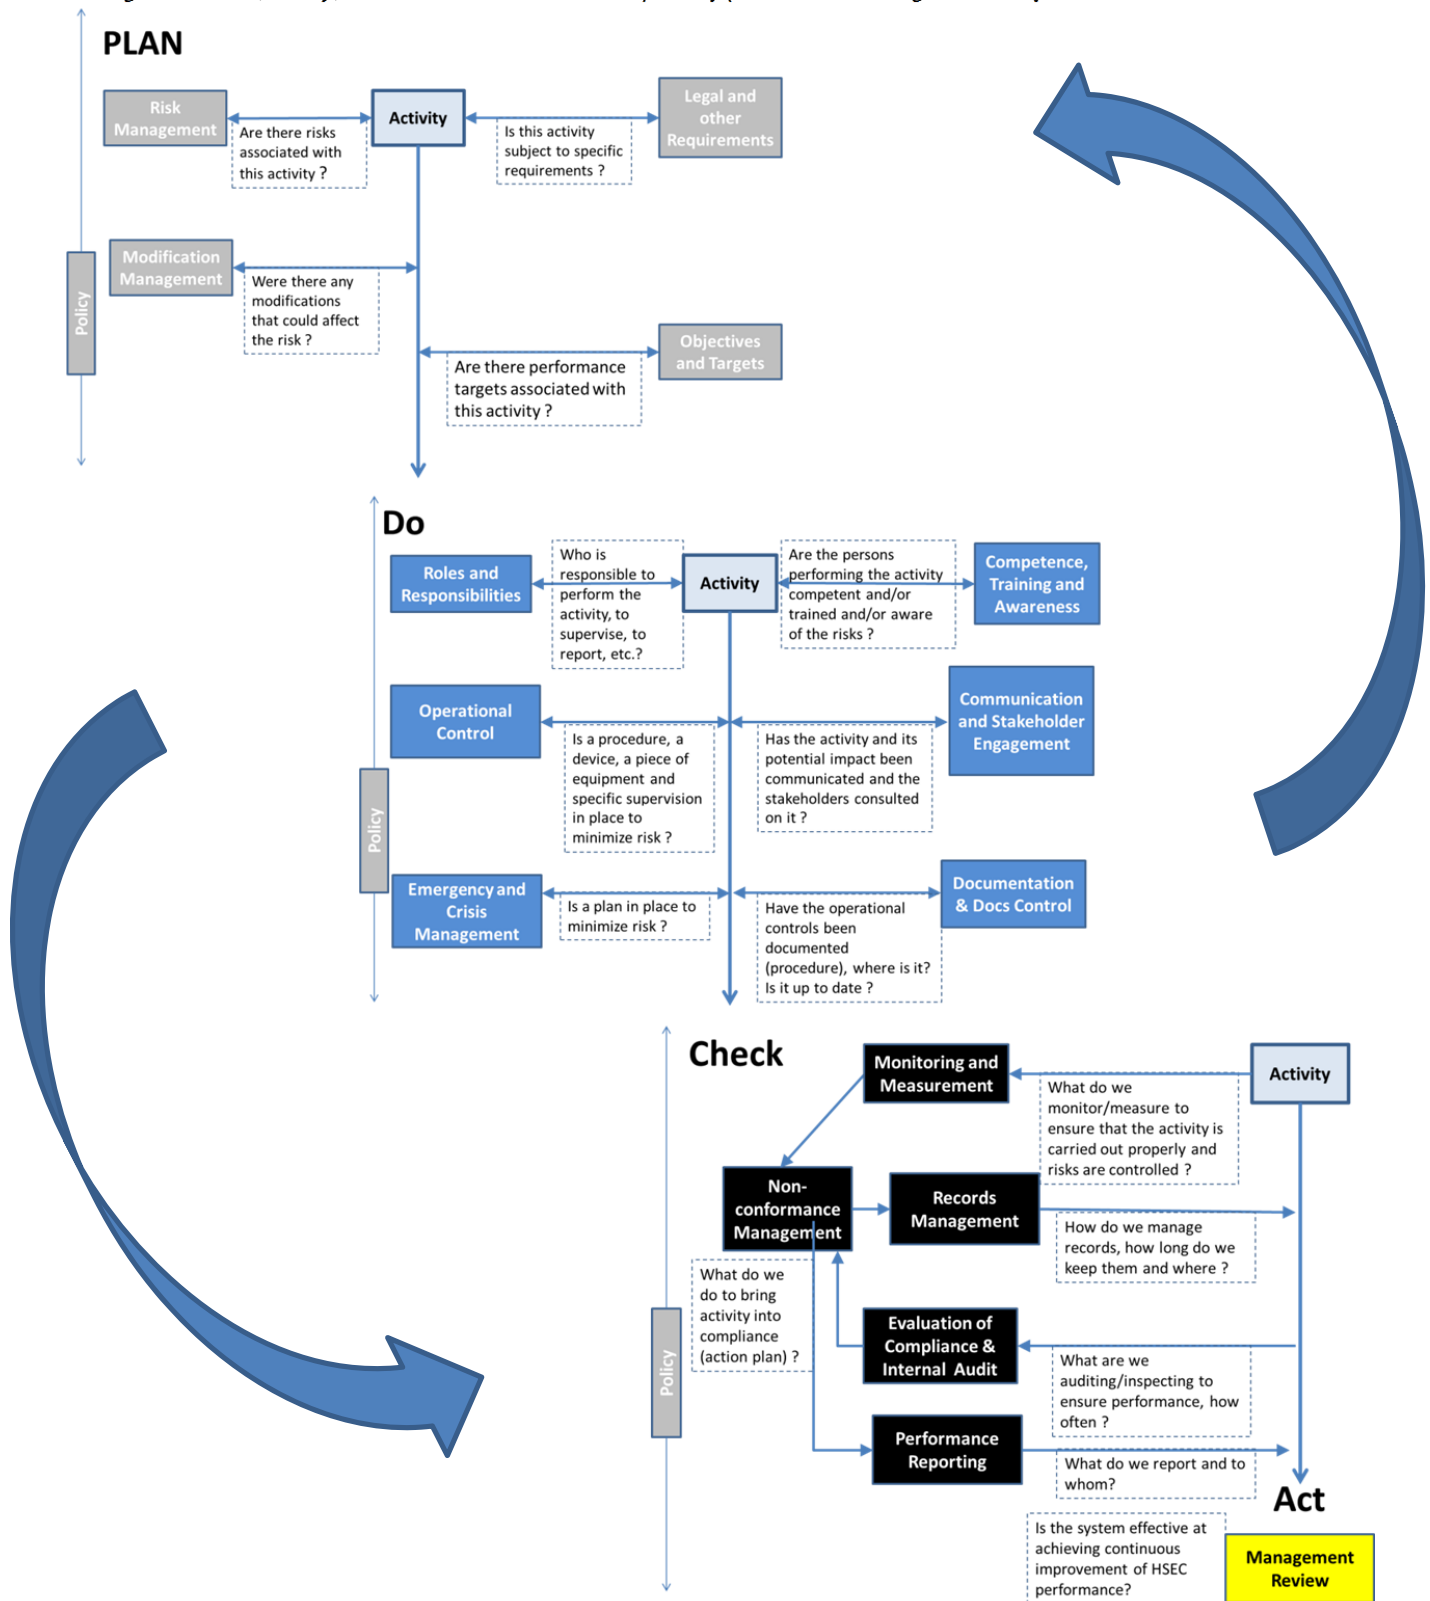 PLAN
Risk
Management
Activity
Legal and
other
Requirements
Are there risks
associated with
this activity ?
Is this activity
subject to specific
requirements ?
Modification
Management
Were there any
modifications
that could affect
the risk ?
Policy
Objectives
and Targets
Are there performance
targets associated with
this activity ?
Do
Roles and
Responsibilities
Who is
responsible to
perform the
activity, to
supervise, to
report, etc.?
Activity
Are the persons
performing the activity
competent and/or
trained and/or aware
of the risks ?
Competence,
Training and
Awareness
Operational
Control
Is a procedure, a
device, a piece of
equipment and
specific supervision
in place to
minimize risk ?
Has the activity and its
potential impact been
communicated and the
stakeholders consulted
on it ?
Communication
and Stakeholder
Engagement
Policy
Emergency and
Crisis
Management
Is a plan in place to
minimize risk ?
Have the operational
controls been
documented
(procedure), where is it?
Is it up to date ?
Documentation
& Docs Control
Check
Monitoring and
Measurement
What do we
monitor/measure to
ensure that the activity is
carried out properly and
risks are controlled ?
Activity
Non-
conformance
Management
Records
Management
How do we manage
records, how long do we
keep them and where ?
What do we
do to bring
activity into
compliance
(action plan) ?
Evaluation of
Compliance &
Internal Audit
What are we
auditing/inspecting to
ensure performance, how
often ?
Policy
Performance
Reporting
What do we report and to
whom?
Act
Is the system effective at
achieving continuous
improvement of HSEC
performance?
Management
Review